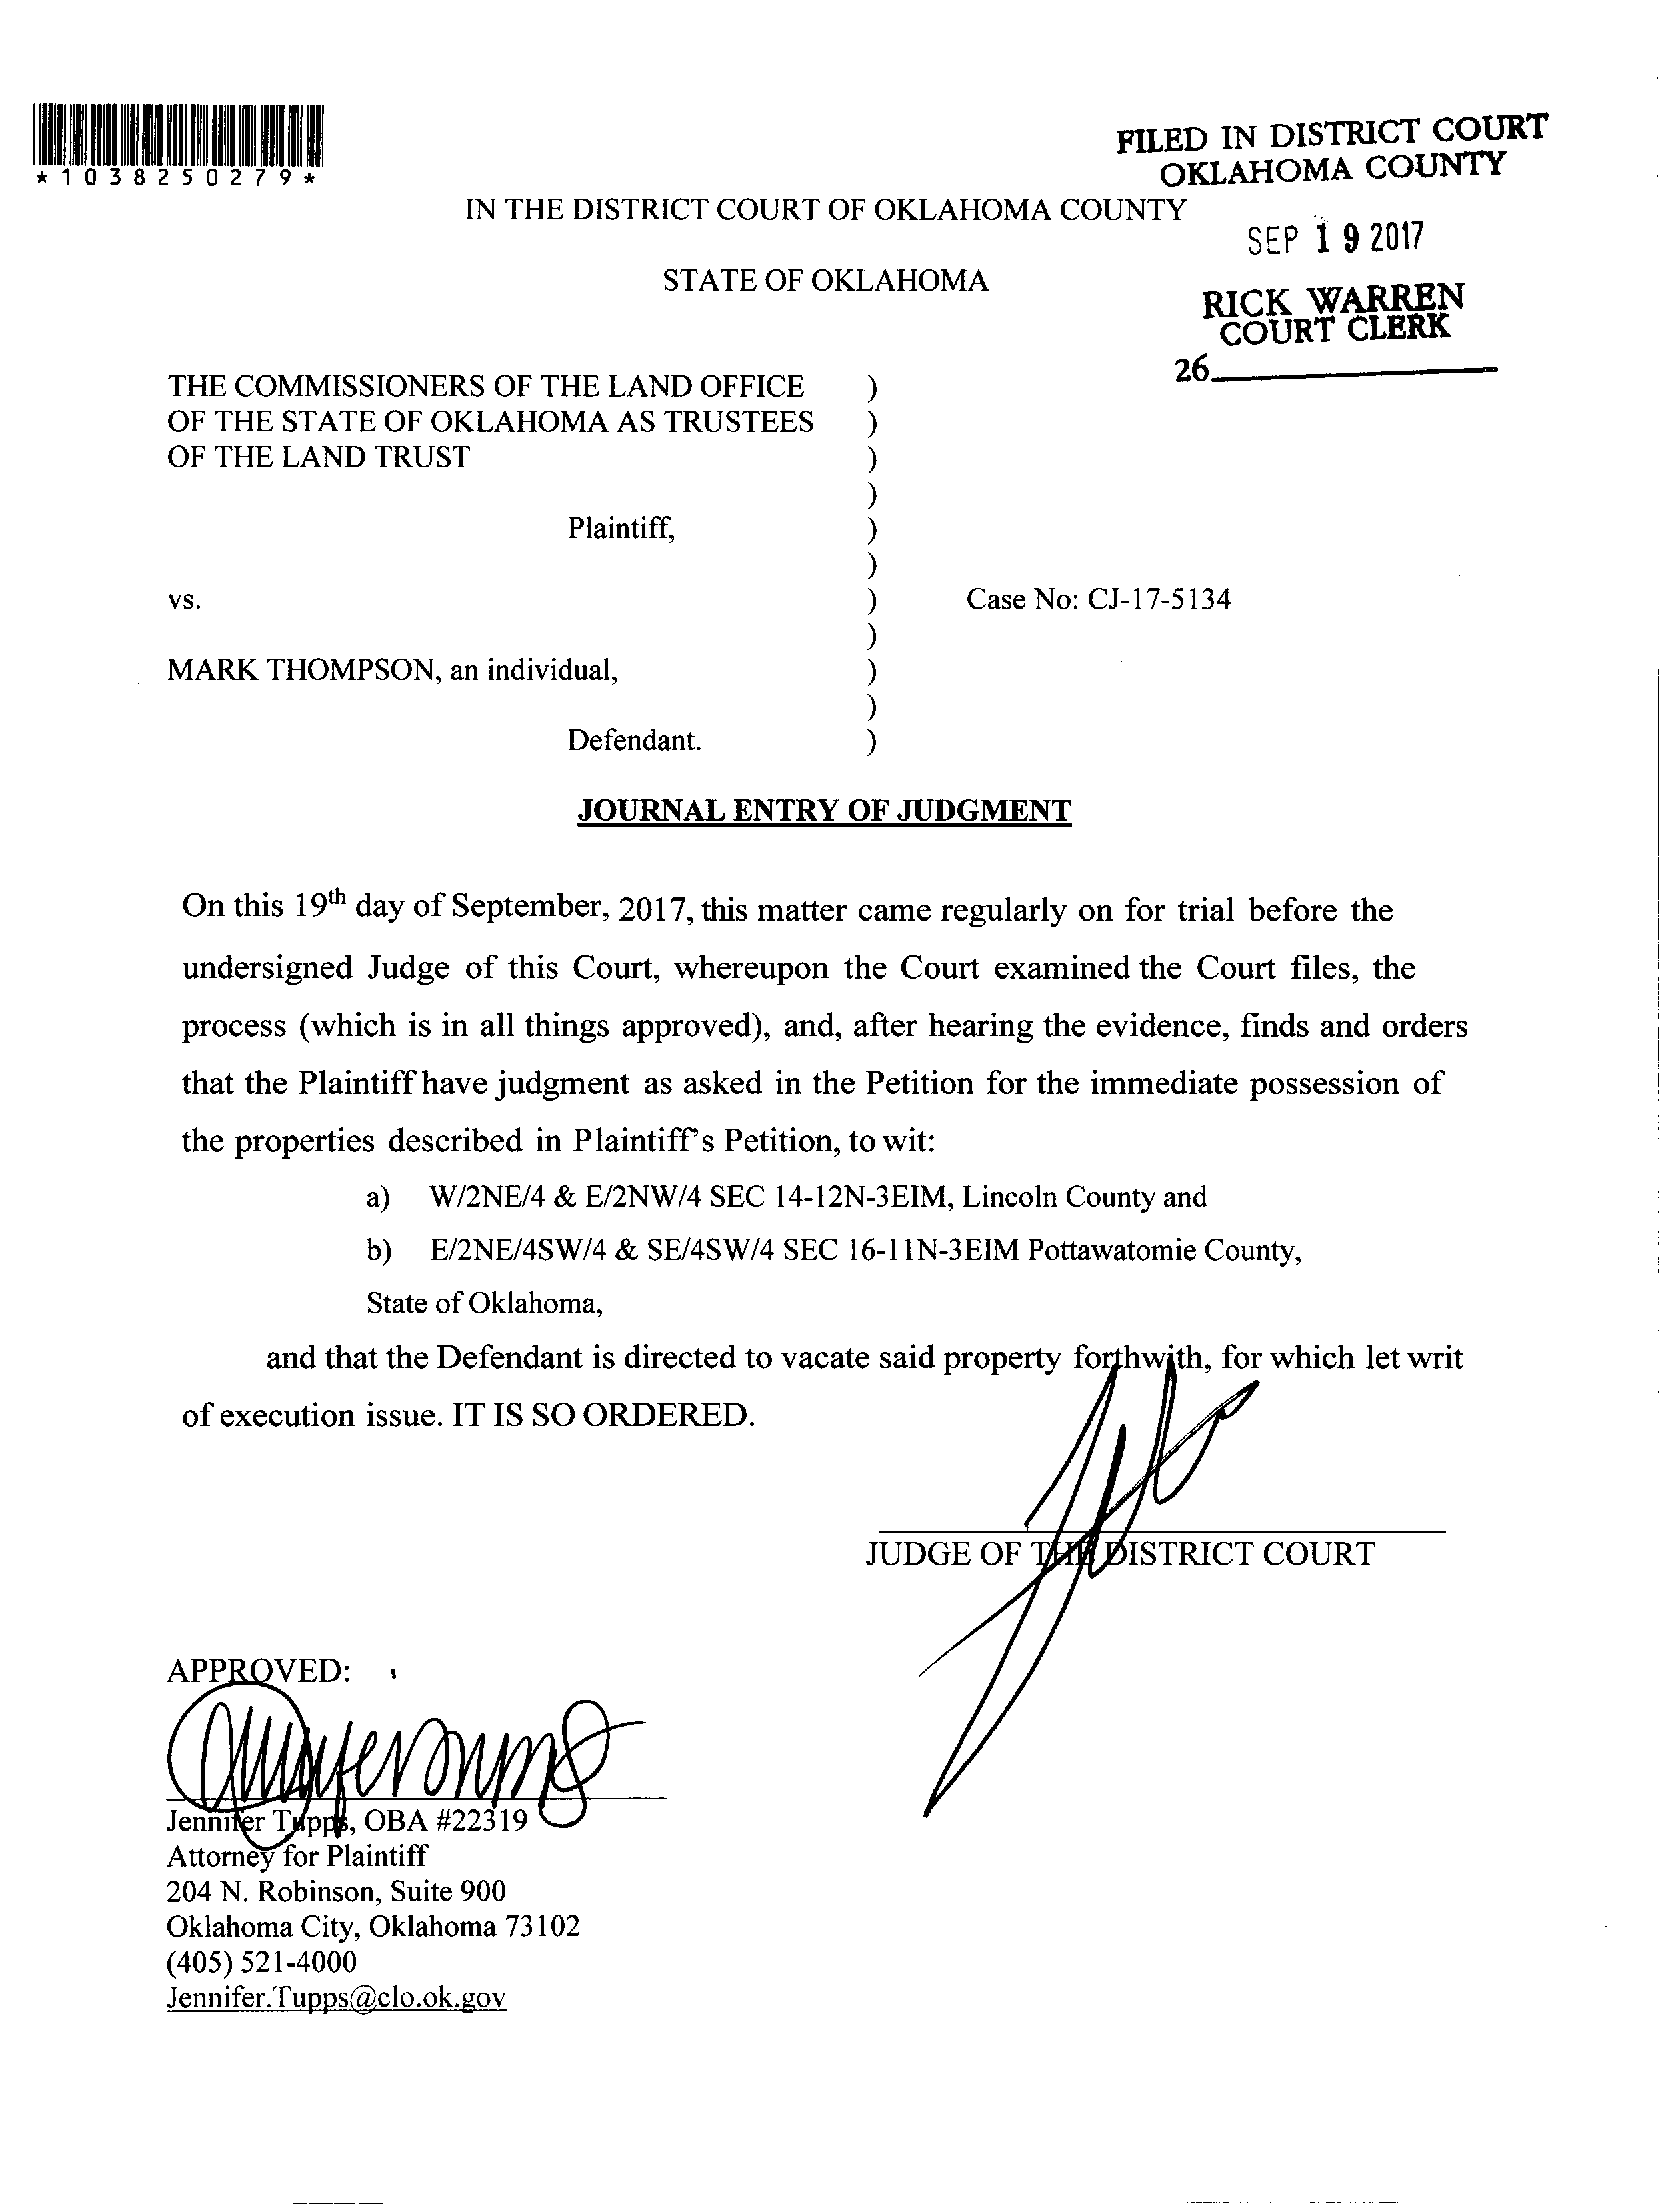 *1038250279*
FILED IN DISTRICT COURT
OKLAHOMA COUNTY
IN THE DISTRICT COURT OF OKLAHOMA COUNTY
SEP 19 2017
STATE OF OKLAHOMA
RICK WARREN
COURT CLERK
26
THE COMMISSIONERS OF THE LAND OFFICE )
OF THE STATE OF OKLAHOMA AS TRUSTEES )
OF THE LAND TRUST )
)
Plaintiff, )
)
vs. ) Case No: CJ-17-5134
)
MARK THOMPSON, an individual, )
)
Defendant. )
JOURNAL ENTRY OF JUDGMENT
On this 19th day of September, 2017, this matter came regularly on for trial before the
undersigned Judge of this Court, whereupon the Court examined the Court files, the
process (which is in all things approved), and, after hearing the evidence, finds and orders
that the Plaintiff have judgment as asked in the Petition for the immediate possession of
the properties described in Plaintiff's Petition, to wit:
a) W/2NE/4 & E/2NW/4 SEC 14-12N-3EIM, Lincoln County and
b) E/2NE/4SW/4 & SE/4SW/4 SEC 16-11N-3EIM Pottawatomie County,
State of Oklahoma,
and that the Defendant is directed to vacate said property forthwith, for which let writ
of execution issue. IT IS SO ORDERED.
JUDGE OF THE DISTRICT COURT
APPROVED:
Jennifer Tupps, OBA #22319
Attorney for Plaintiff
204 N. Robinson, Suite 900
Oklahoma City, Oklahoma 73102
(405) 521-4000
Jennifer.Tupps@clo.ok.gov